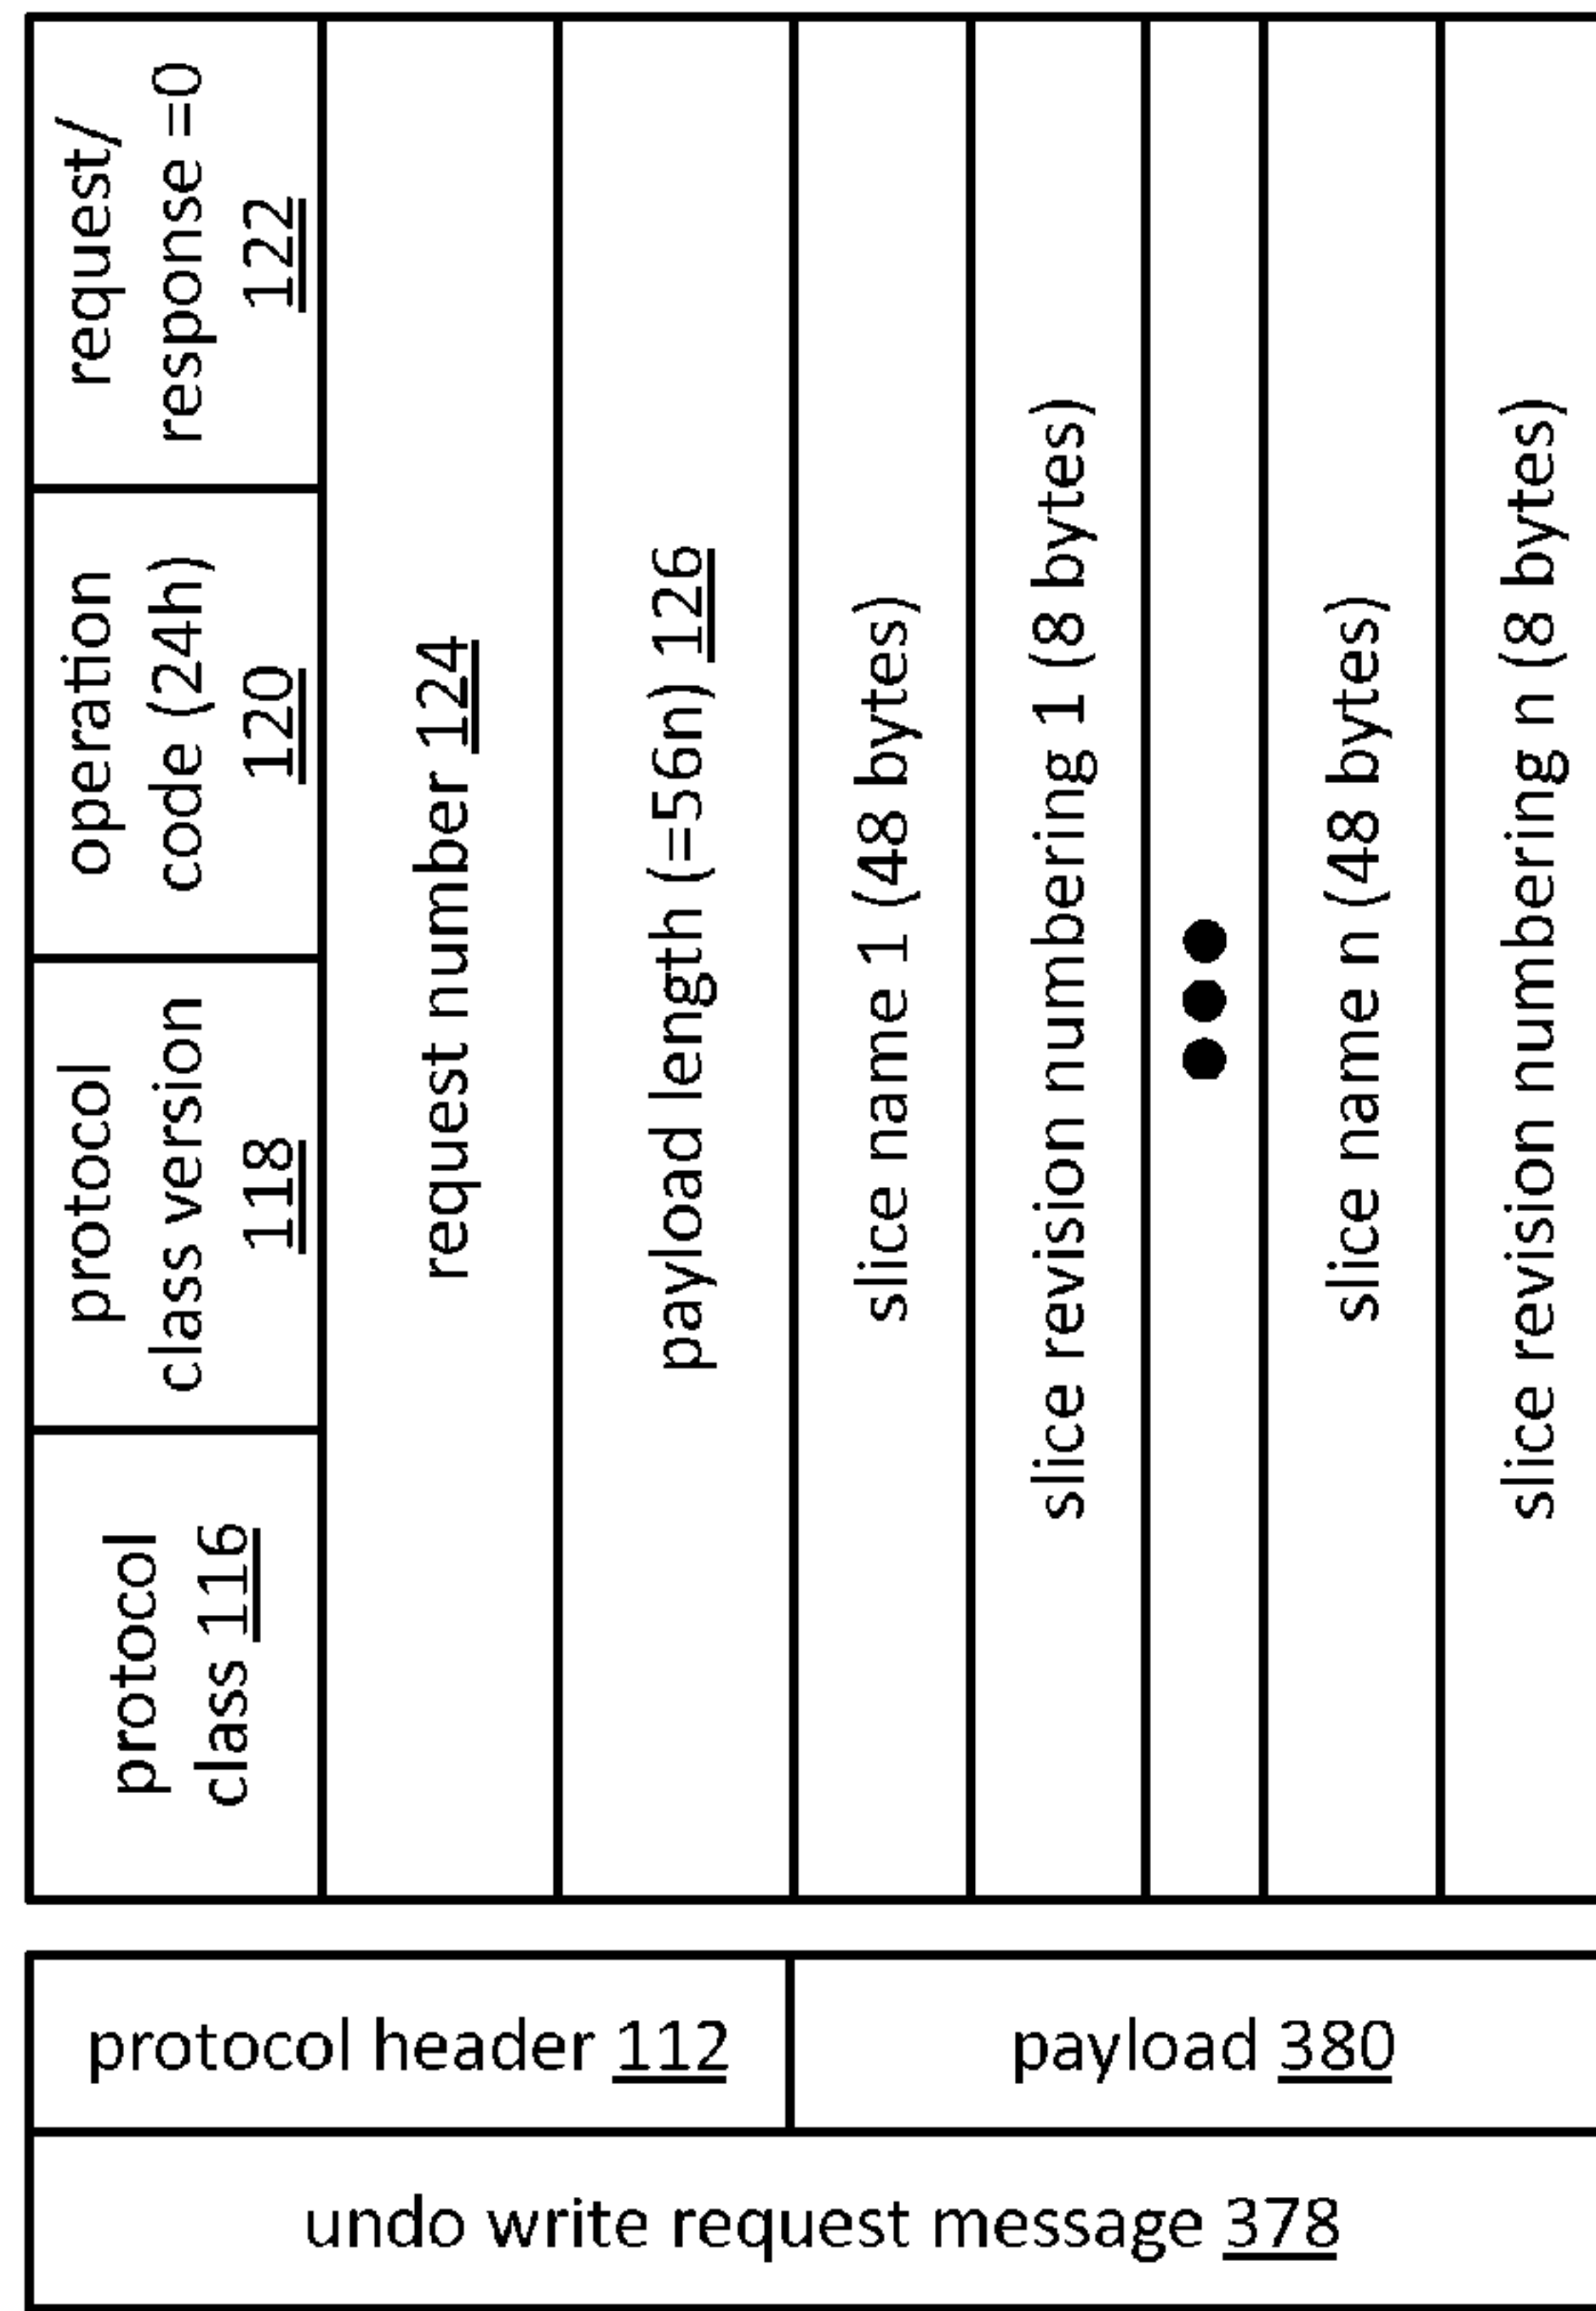 protocol
class 116
protocol
class version
118
operation
code (24h)
120
request/
response =0
122
request number 124
payload length (=56n) 126
slice name 1 (48 bytes)
slice revision numbering 1 (8 bytes)
slice name n (48 bytes)
slice revision numbering n (8 bytes)
protocol header 112
payload 380
undo write request message 378